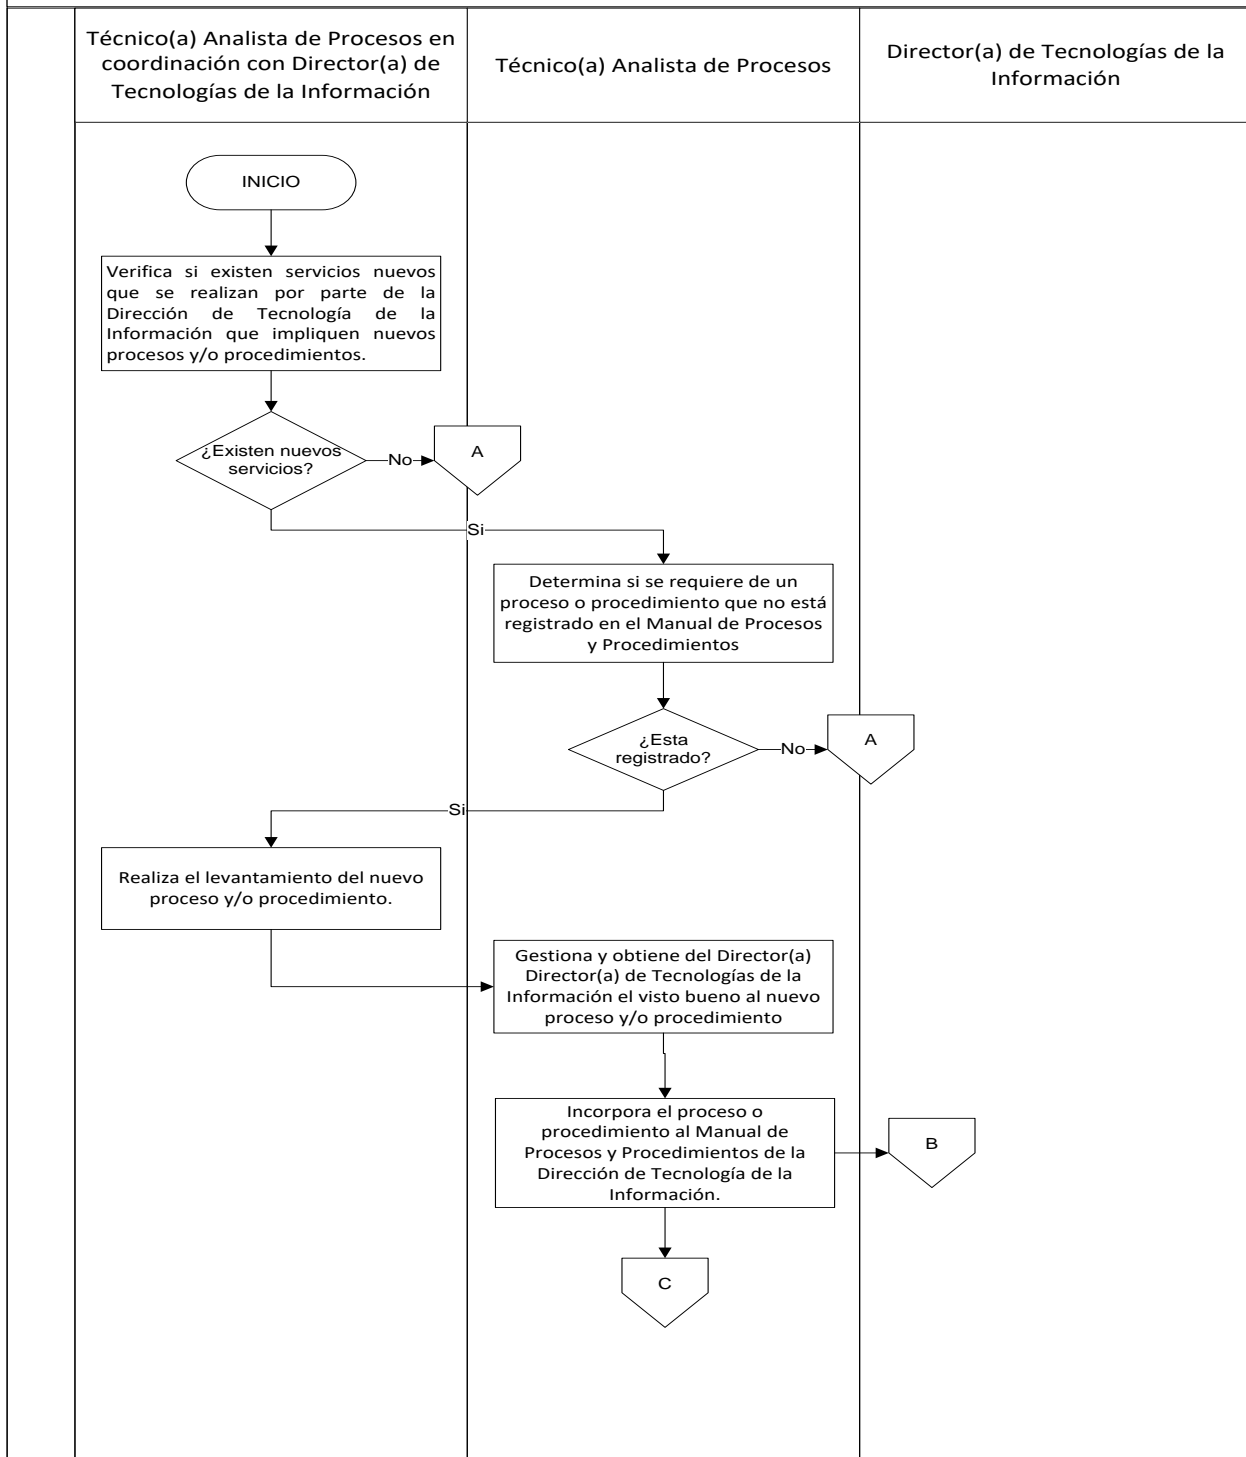 Técnico(a) Analista de Procesos en
coordinación con Director(a) de
Tecnologías de la Información
Técnico(a) Analista de Procesos
Director(a) de Tecnologías de la
Información
INICIO
Verifica si existen servicios nuevos
que se realizan por parte de la
Dirección de Tecnología de la
Información que impliquen nuevos
procesos y/o procedimientos.
¿Existen nuevos
servicios?
No
A
Si
Determina si se requiere de un
proceso o procedimiento que no está
registrado en el Manual de Procesos
y Procedimientos
¿Esta
registrado?
No
A
Si
Realiza el levantamiento del nuevo
proceso y/o procedimiento.
Gestiona y obtiene del Director(a)
Director(a) de Tecnologías de la
Información el visto bueno al nuevo
proceso y/o procedimiento
Incorpora el proceso o
procedimiento al Manual de
Procesos y Procedimientos de la
Dirección de Tecnología de la
Información.
B
C